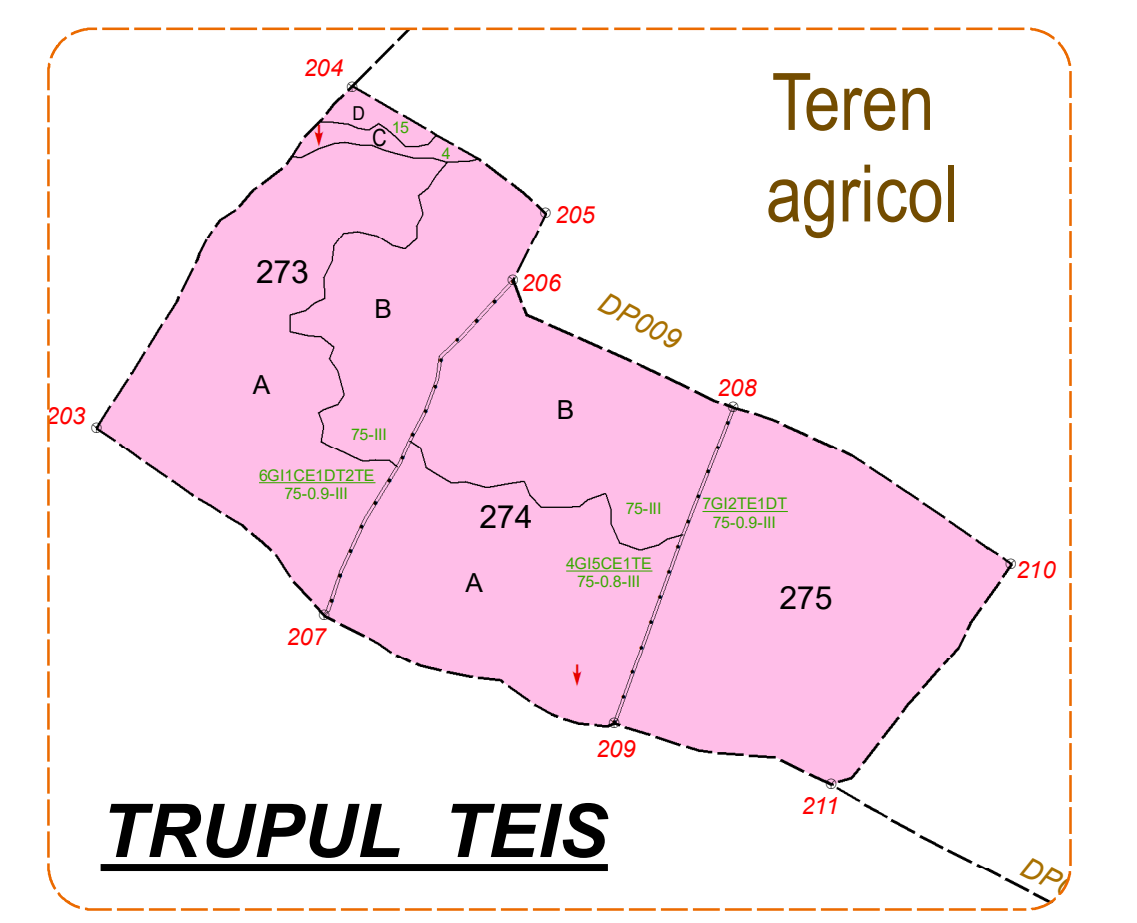 204
D
15
C
4
Teren
agricol
205
273
206
B
DP009
A
203
208
B
75-III
6GI1CE1DT2TE
75-0.9-III
274
75-III
7GI2TE1DT
75-0.9-III
4GI5CE1TE
75-0.8-III
A
275
210
207
209
211
TRUPUL TEIS